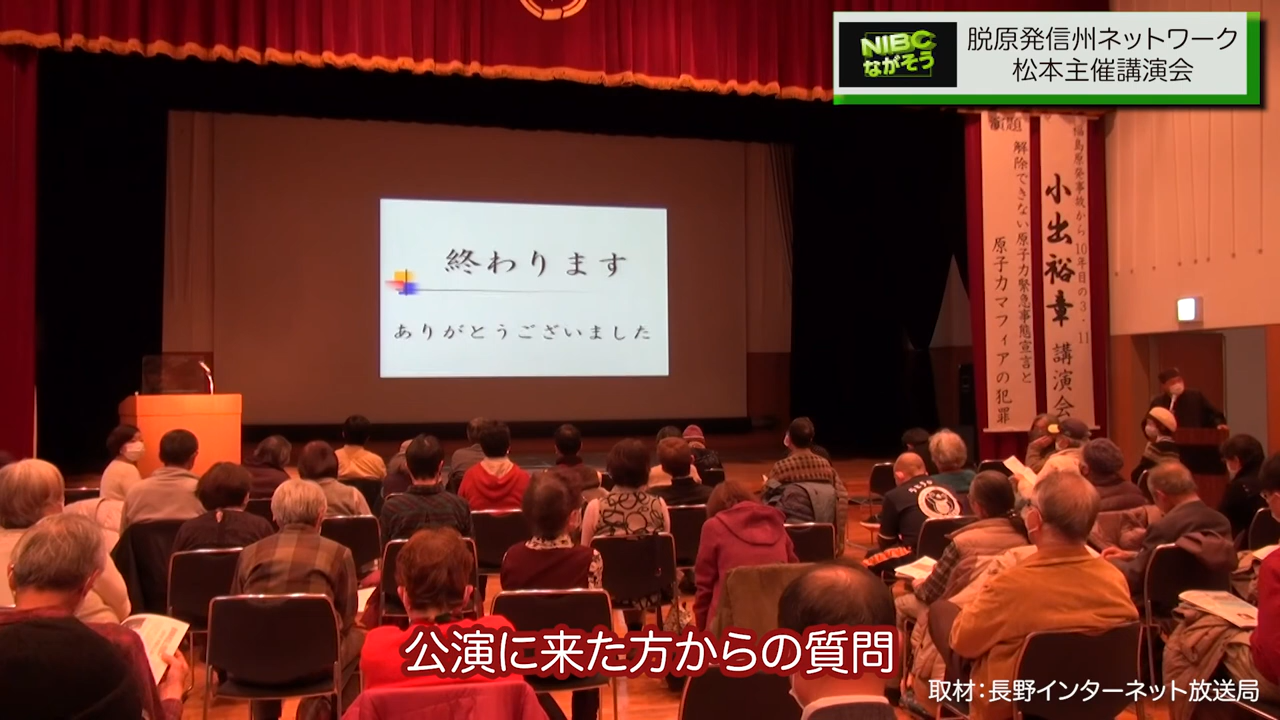 NIBC
ながそう
脱原発信州ネットワーク
松本主催講演会
終わります
ありがとうございました
福島原発事故から10年目の3・11
小出裕章 講演会
演題
解除できない原子力緊急事態宣言と
原子力マフィアの犯罪
公演に来た方からの質問
取材：長野インターネット放送局